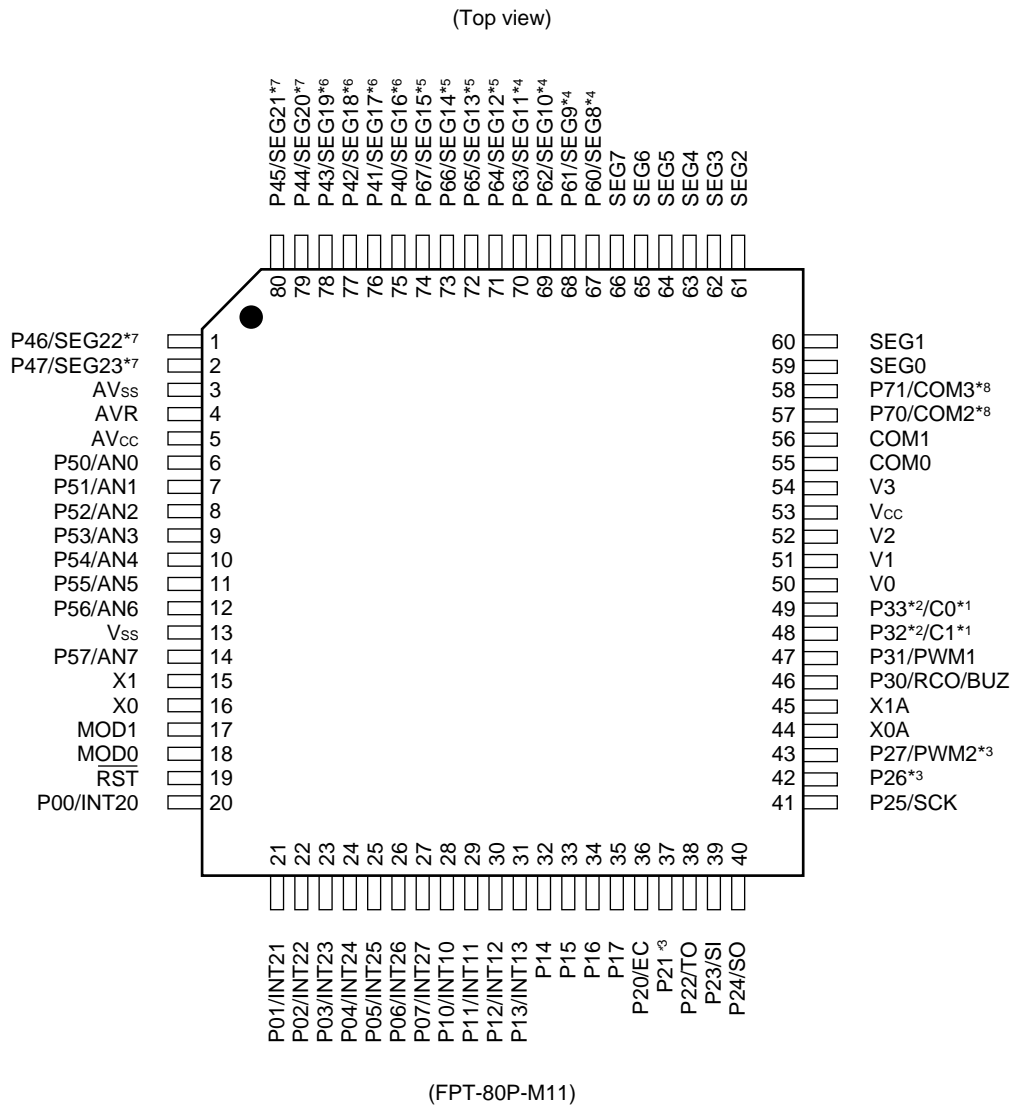 (Top view)
P45/SEG21*7
P44/SEG20*7
P43/SEG19*6
P42/SEG18*6
P41/SEG17*6
P40/SEG16*6
P67/SEG15*5
P66/SEG14*5
P65/SEG13*5
P64/SEG12*5
P63/SEG11*4
P62/SEG10*4
P61/SEG9*4
P60/SEG8*4
SEG7
SEG6
SEG5
SEG4
SEG3
SEG2
80
79
78
77
76
75
74
73
72
71
70
69
68
67
66
65
64
63
62
61
P46/SEG22*7 1
P47/SEG23*7 2
AVss 3
AVR 4
AVcc 5
P50/AN0 6
P51/AN1 7
P52/AN2 8
P53/AN3 9
P54/AN4 10
P55/AN5 11
P56/AN6 12
Vss 13
P57/AN7 14
X1 15
X0 16
MOD1 17
MOD0 18
RST 19
P00/INT20 20
60 SEG1
59 SEG0
58 P71/COM3*8
57 P70/COM2*8
56 COM1
55 COM0
54 V3
53 Vcc
52 V2
51 V1
50 V0
49 P33*2/C0*1
48 P32*2/C1*1
47 P31/PWM1
46 P30/RCO/BUZ
45 X1A
44 X0A
43 P27/PWM2*3
42 P26*3
41 P25/SCK
21
22
23
24
25
26
27
28
29
30
31
32
33
34
35
36
37
38
39
40
P01/INT21
P02/INT22
P03/INT23
P04/INT24
P05/INT25
P06/INT26
P07/INT27
P10/INT10
P11/INT11
P12/INT12
P13/INT13
P14
P15
P16
P17
P20/EC
P21*3
P22/TO
P23/SI
P24/SO
(FPT-80P-M11)